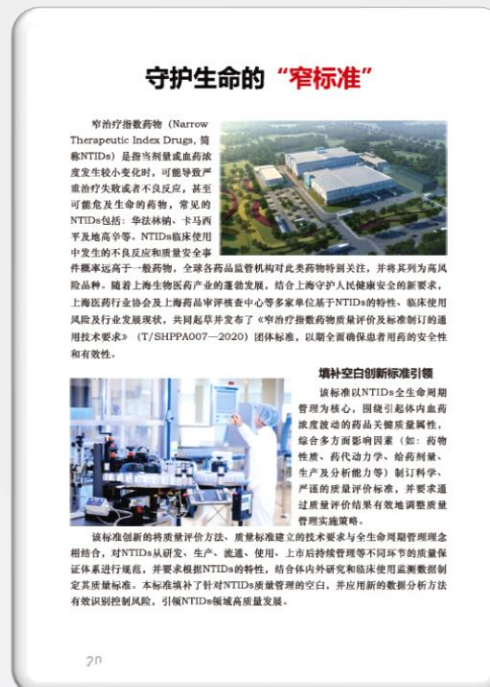 守护生命的“窄标准”
窄治疗指数药物（Narrow
Therapeutic Index Drugs, 简
称NTIDs）是指当剂量或血药浓
度发生较小变化时，可能导致严
重治疗失败或者不良反应，甚至
可能危及生命的药物，常见的
NTIDs包括：华法林钠、卡马西
平及地高辛等。NTIDs临床使用
中发生的不良反应和质量安全事
件概率远高于一般药物，全球各药品监管机构对此类药物特别关注，并将其列为高风
险品种。随着上海生物医药产业的蓬勃发展，结合上海守护人民健康安全的新要求，
上海医药行业协会及上海药品审评核查中心等多家单位基于NTIDs的特性、临床使用
风险及行业发展现状，共同起草并发布了《窄治疗指数药物质量评价及标准制订的通
用技术要求》（T/SHPPA007—2020）团体标准，以期全面确保患者用药的安全性
和有效性。
填补空白创新标准引领
该标准以NTIDs全生命周期
管理为核心，围绕引起体内血药
浓度波动的药品关健质量属性，
综合多方面影响因素（如：药物
性质、药代动力学、给药剂量、
生产及分析能力等）制订科学、
严谨的质量评价标准，并要求通
过质量评价结果有效地调整质量
管理实施策略。
该标准创新的将质量评价方法、质量标准建立的技术要求与全生命周期管理理念
相结合，对NTIDs从研发、生产、流通、使用、上市后持续管理等不同环节的质量保
证体系进行规范，并要求根据NTIDs的特性，结合体内外研究和临床使用监测数据制
定其质量标准。本标准填补了针对NTIDs质量管理的空白，并应用新的数据分析方法
有效识别控制风险，引领NTIDs领域高质量发展。
20